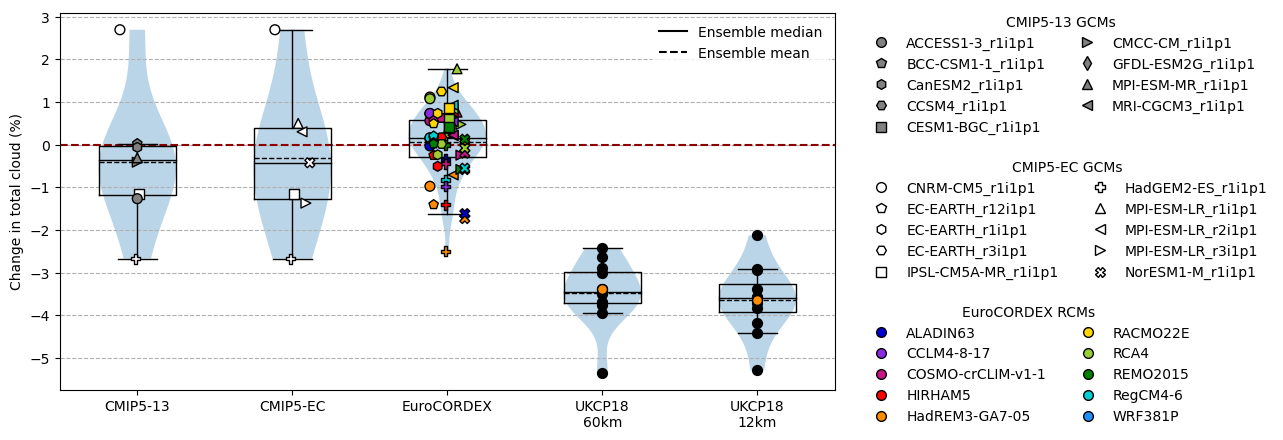 Change in total cloud (%)
3
2
1
0
−1
−2
−3
−4
−5
Ensemble median
Ensemble mean
CMIP5-13
CMIP5-EC
EuroCORDEX
UKCP18
60km
UKCP18
12km
CMIP5-13 GCMs
ACCESS1-3_r1i1p1
BCC-CSM1-1_r1i1p1
CanESM2_r1i1p1
CCSM4_r1i1p1
CESM1-BGC_r1i1p1
CMCC-CM_r1i1p1
GFDL-ESM2G_r1i1p1
MPI-ESM-MR_r1i1p1
MRI-CGCM3_r1i1p1
CMIP5-EC GCMs
CNRM-CM5_r1i1p1
EC-EARTH_r12i1p1
EC-EARTH_r1i1p1
EC-EARTH_r3i1p1
IPSL-CM5A-MR_r1i1p1
HadGEM2-ES_r1i1p1
MPI-ESM-LR_r1i1p1
MPI-ESM-LR_r2i1p1
MPI-ESM-LR_r3i1p1
NorESM1-M_r1i1p1
EuroCORDEX RCMs
ALADIN63
CCLM4-8-17
COSMO-crCLIM-v1-1
HIRHAM5
HadREM3-GA7-05
RACMO22E
RCA4
REMO2015
RegCM4-6
WRF381P